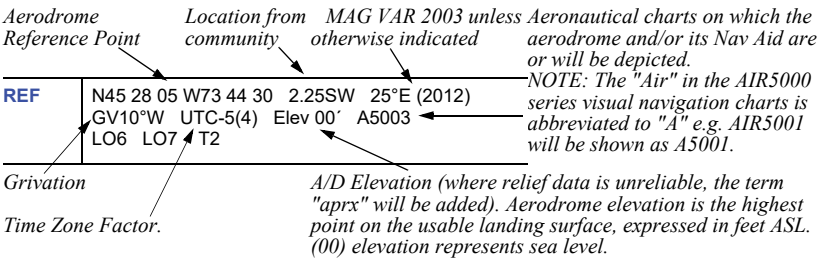 Aerodrome
Reference Point
Location from
community
MAG VAR 2003 unless
otherwise indicated
Aeronautical charts on which the
aerodrome and/or its Nav Aid are
or will be depicted.
NOTE: The "Air" in the AIR5000
series visual navigation charts is
abbreviated to "A" e.g. AIR5001
will be shown as A5001.
REF
N45 28 05 W73 44 30 2.25SW 25°E (2012)
GV10°W UTC-5(4) Elev 00´ A5003
LO6 LO7 T2
Grivation
Time Zone Factor.
A/D Elevation (where relief data is unreliable, the term
"aprx" will be added). Aerodrome elevation is the highest
point on the usable landing surface, expressed in feet ASL.
(00) elevation represents sea level.